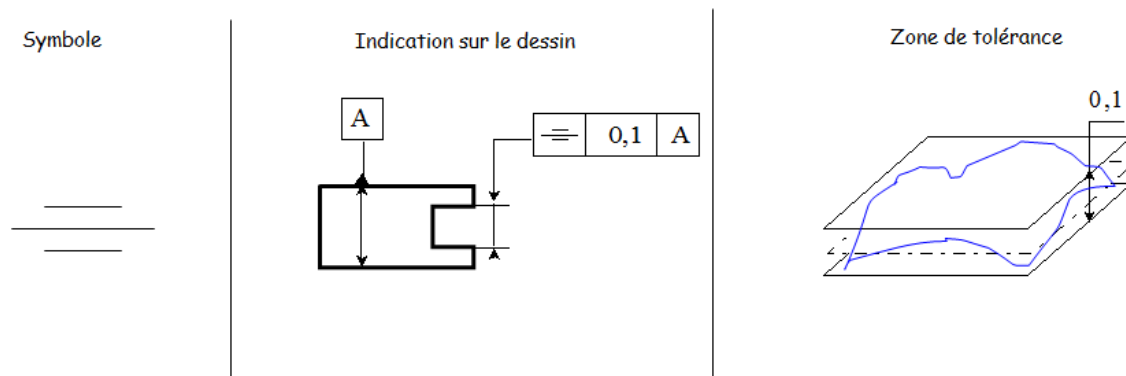 Symbole
Indication sur le dessin
Zone de tolérance
A
0,1 A
0,1